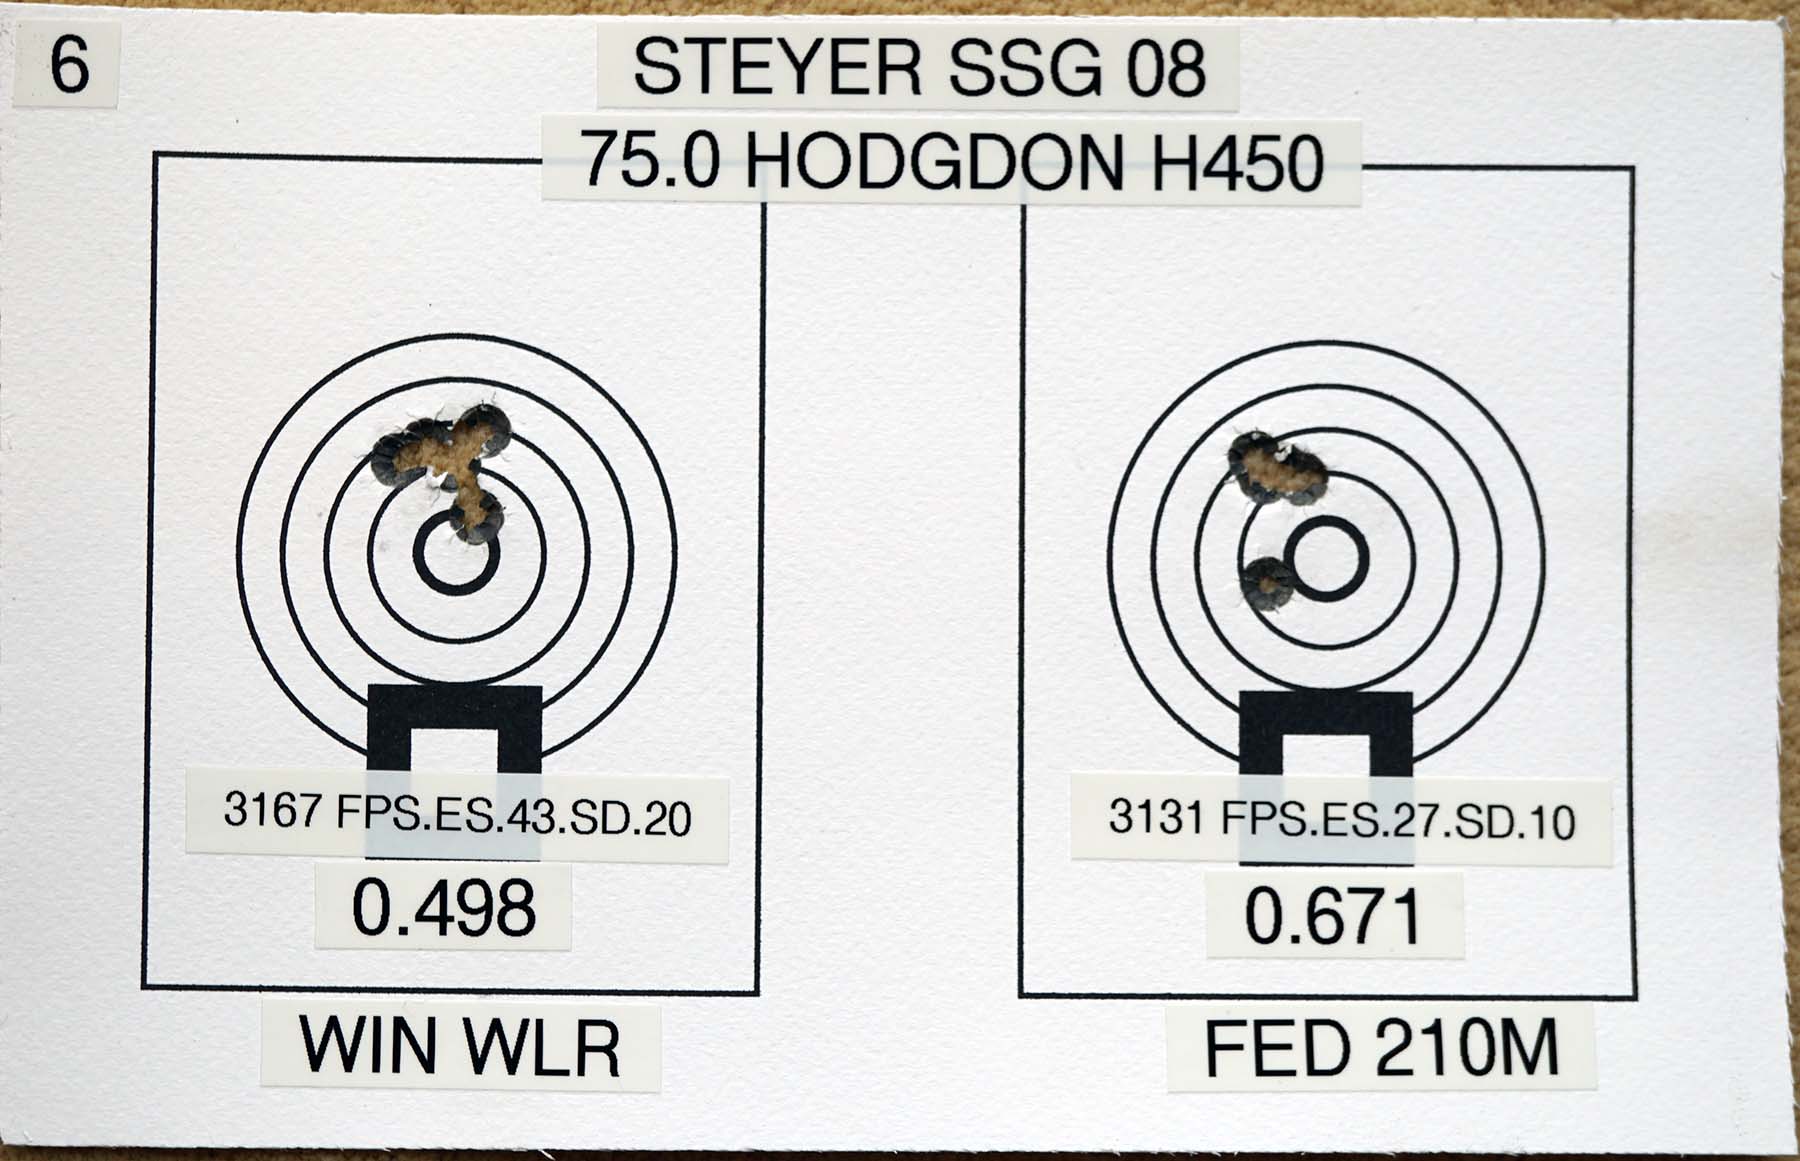 6
STEYER SSG 08
75.0 HODGDON H450
3167 FPS.ES.43.SD.20
3131 FPS.ES.27.SD.10
0.498
0.671
WIN WLR
FED 210M